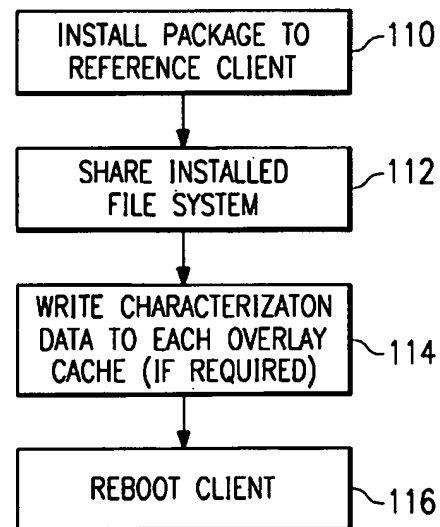 INSTALL PACKAGE TO
REFERENCE CLIENT
110
SHARE INSTALLED
FILE SYSTEM
112
WRITE CHARACTERIZATON
DATA TO EACH OVERLAY
CACHE (IF REQUIRED)
114
REBOOT CLIENT
116